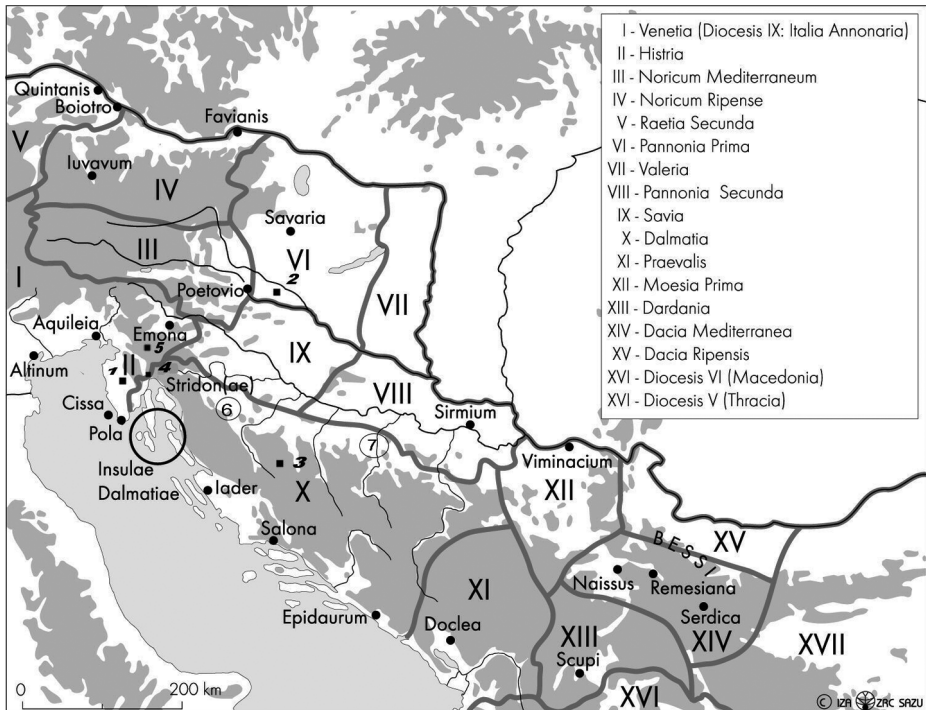 I - Venetia (Diocesis IX: Italia Annonaria)
II - Histria
III - Noricum Mediterraneum
IV - Noricum Ripense
V - Raetia Secunda
VI - Pannonia Prima
VII - Valeria
VIII - Pannonia Secunda
IX - Savia
X - Dalmatia
XI - Praevalis
XII - Moesia Prima
XIII - Dardania
XIV - Dacia Mediterranea
XV - Dacia Ripensis
XVI - Diocesis VI (Macedonia)
XVI - Diocesis V (Thracia)
Quintanis
Boiotro
Favianis
V
Iuvavum
IV
Savaria
III
VI
2
I
Poetovio
VII
Aquileia
Emona
5
IX
Altinum
II
1
4
Stridoniae
VIII
Cissa
6
Sirmium
Pola
7
Viminacium
3
Insulae
Dalmatiae
Iader
X
XII
Salona
BESSI
XV
Naissus
Remesiana
XI
Serdica
Epidaurum
Doclea
XIII
XIV
XVII
Scupi
0
200 km
XVI
© IZA ZRC SAZU